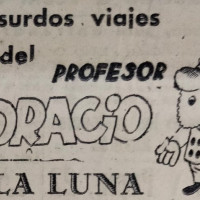 surdos viajes
del
PROFESOR
ORACIO
LA LUNA